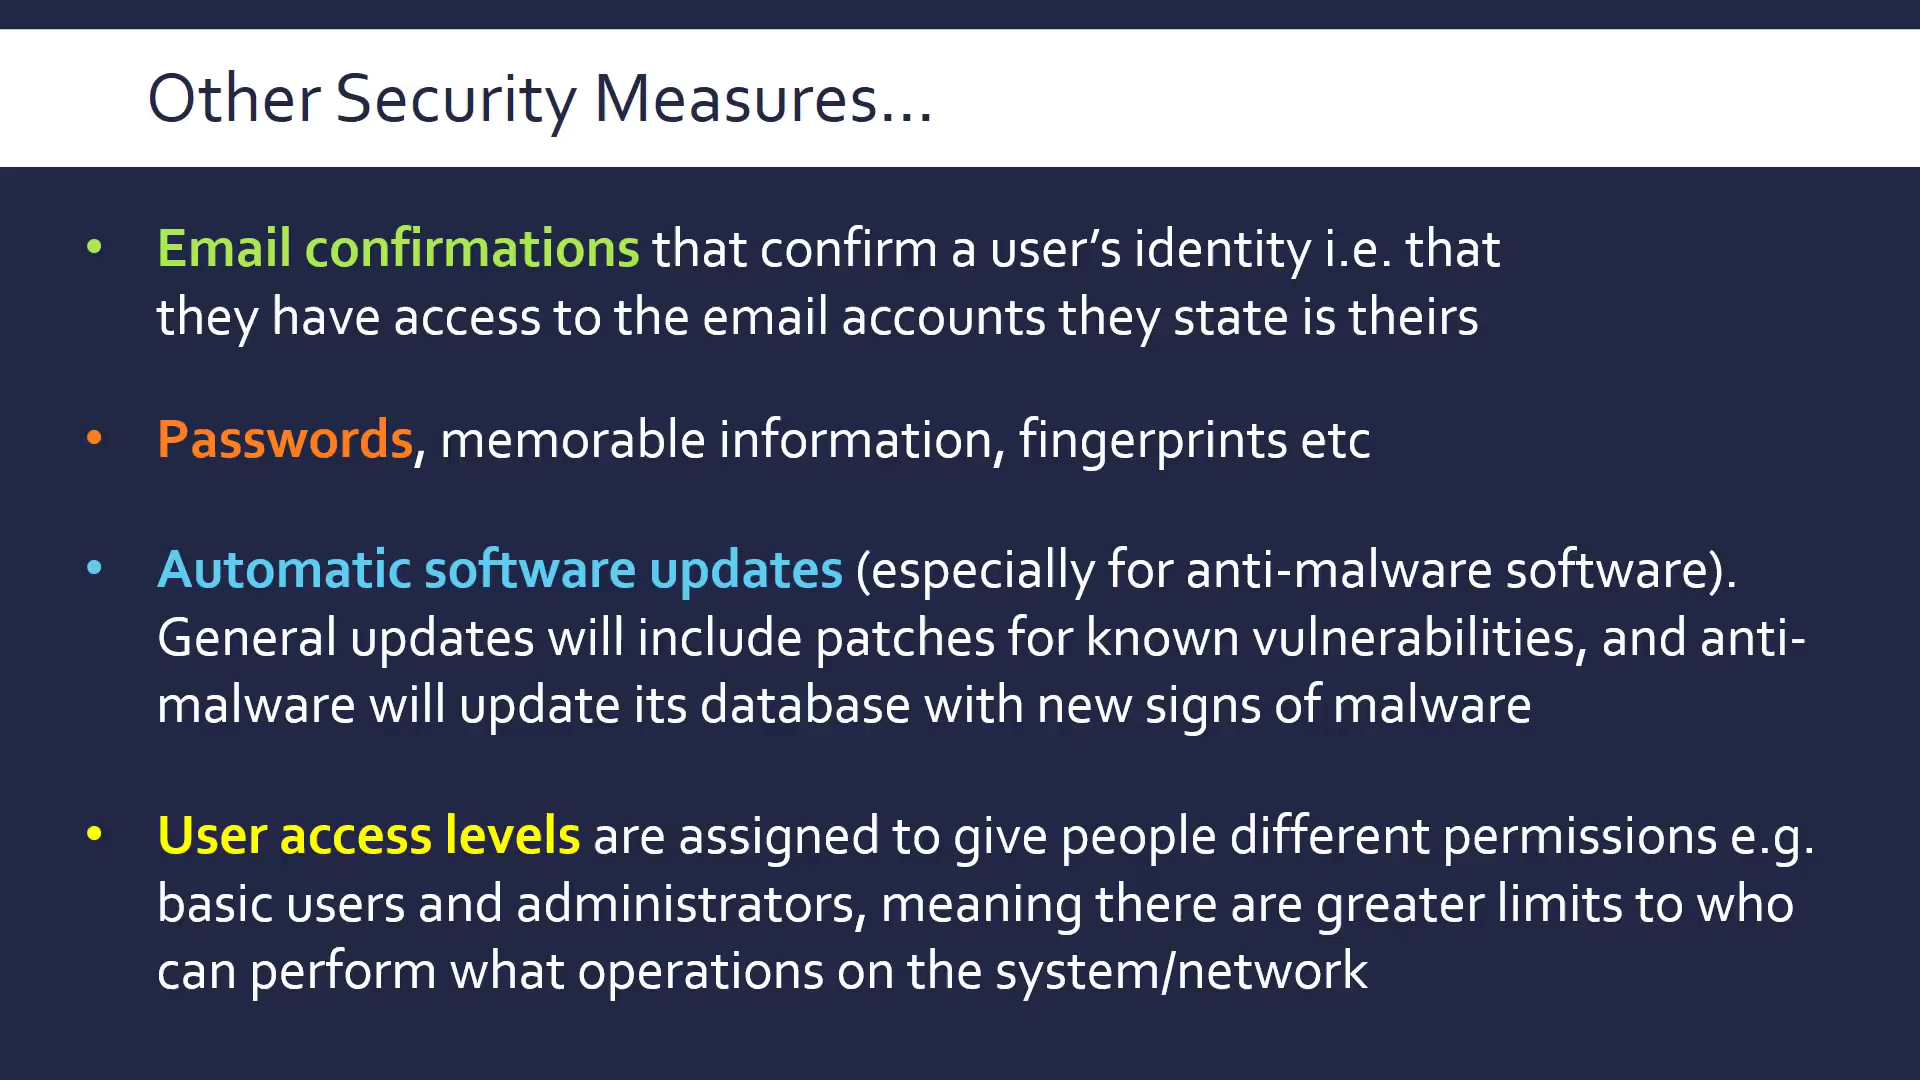 Other Security Measures...
• Email confirmations that confirm a user’s identity i.e. that
they have access to the email accounts they state is theirs
• Passwords, memorable information, fingerprints etc
• Automatic software updates (especially for anti-malware software).
General updates will include patches for known vulnerabilities, and anti-
malware will update its database with new signs of malware
• User access levels are assigned to give people different permissions e.g.
basic users and administrators, meaning there are greater limits to who
can perform what operations on the system/network